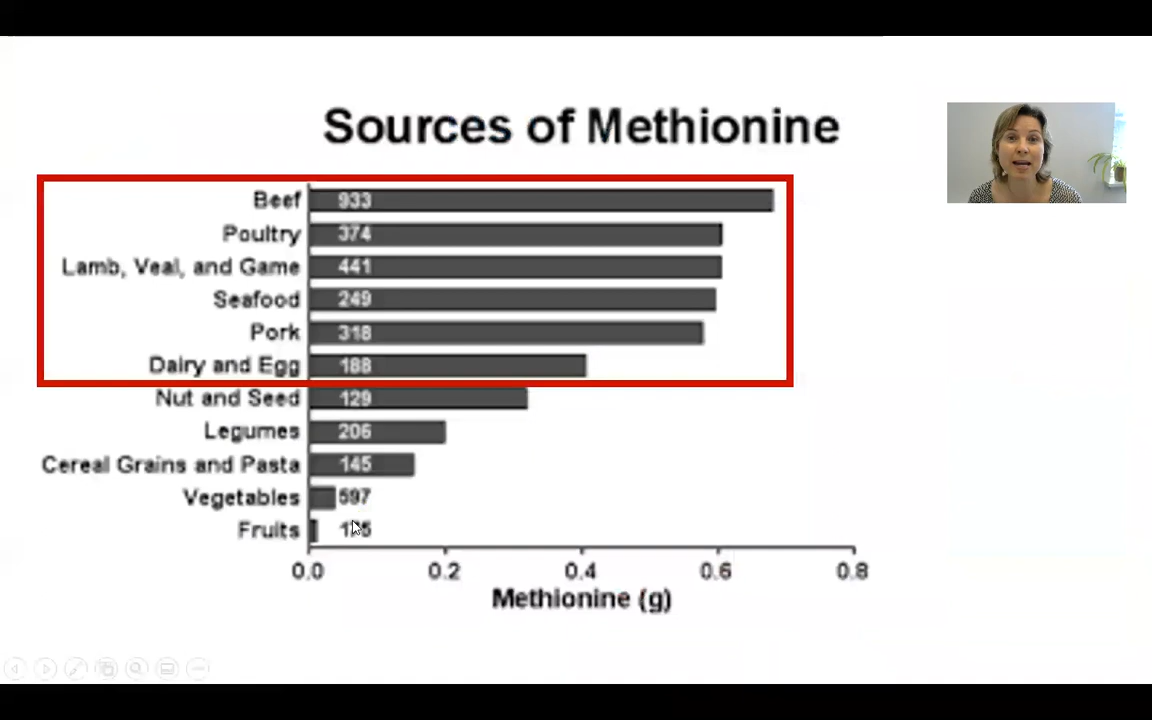 Sources of Methionine
Beef 933
Poultry 374
Lamb, Veal, and Game 441
Seafood 249
Pork 318
Dairy and Egg 188
Nut and Seed 129
Legumes 206
Cereal Grains and Pasta 145
Vegetables 597
Fruits
0.0 0.2 0.4 0.6 0.8
Methionine (g)